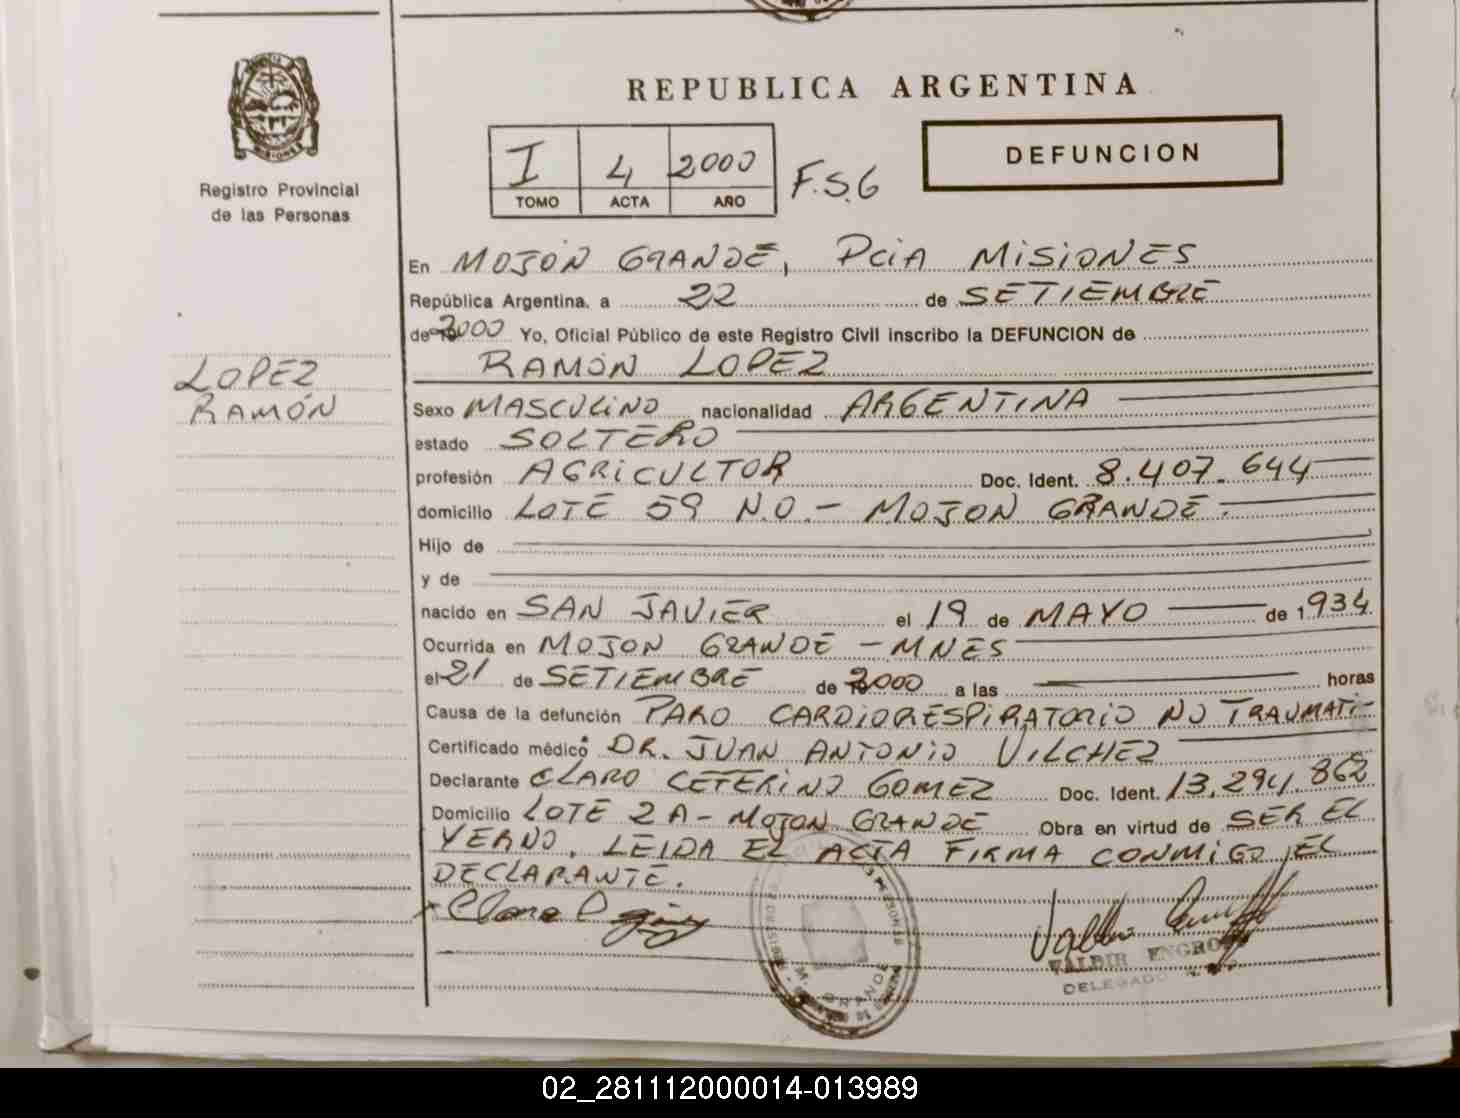 REPUBLICA ARGENTINA
MISIONES
Registro Provincial
de las Personas
I 4 2000
TOMO ACTA AÑO
F.S.6
DEFUNCION
En MOJÓN GRANDE, PCIA MISIONES
República Argentina, a 22 de SETIEMBRE
de 2000 Yo, Oficial Público de este Registro Civil inscribo la DEFUNCION de
RAMÓN LOPEZ
LOPEZ
RAMÓN
Sexo MASCULINO nacionalidad ARGENTINA
estado SOLTERO
profesión AGRICULTOR Doc. Ident. 8.407.644
domicilio LOTE 59 N.O. - MOJON GRANDE.
Hijo de
y de
nacido en SAN JAVIER el 19 de MAYO de 1934
Ocurrida en MOJON GRANDE - MNES
el 21 de SETIEMBRE de 2000 a las horas
Causa de la defunción PARO CARDIORESPIRATORIO NO TRAUMATI-
Certificado médico DR. JUAN ANTONIO VILCHEZ
Declarante CLARO CEFERINO GOMEZ Doc. Ident. 13.294.862
Domicilio LOTE 2A - MOJON GRANDE Obra en virtud de SER EL
YERNO. LEIDA EL ACTA FIRMA CONMIGO, EL
DECLARANTE.
VALDIR ENGROFF
DELEGADO
02_281112000014-013989